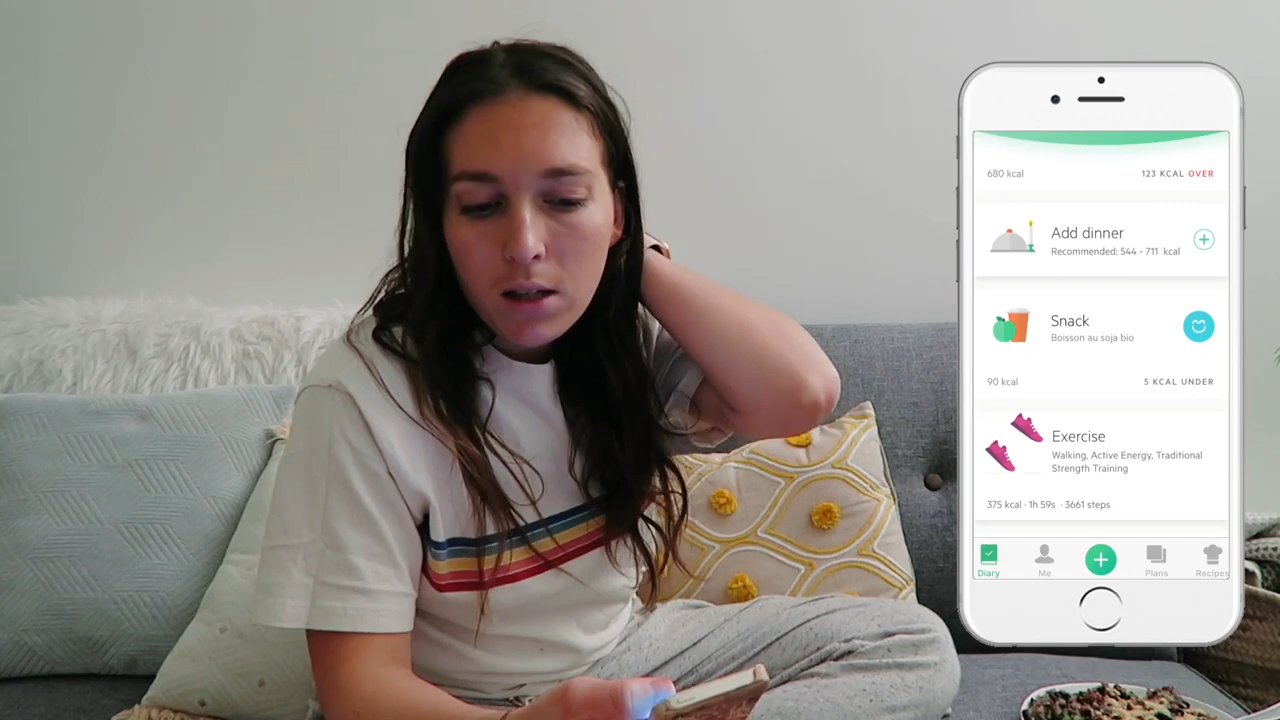 680 kcal 123 KCAL OVER
Add dinner
Recommended: 544 - 711 kcal
Snack
Boisson au soja bio
90 kcal 5 KCAL UNDER
Exercise
Walking, Active Energy, Traditional
Strength Training
375 kcal · 1h 59s · 3661 steps
Diary Me Plans Recipes